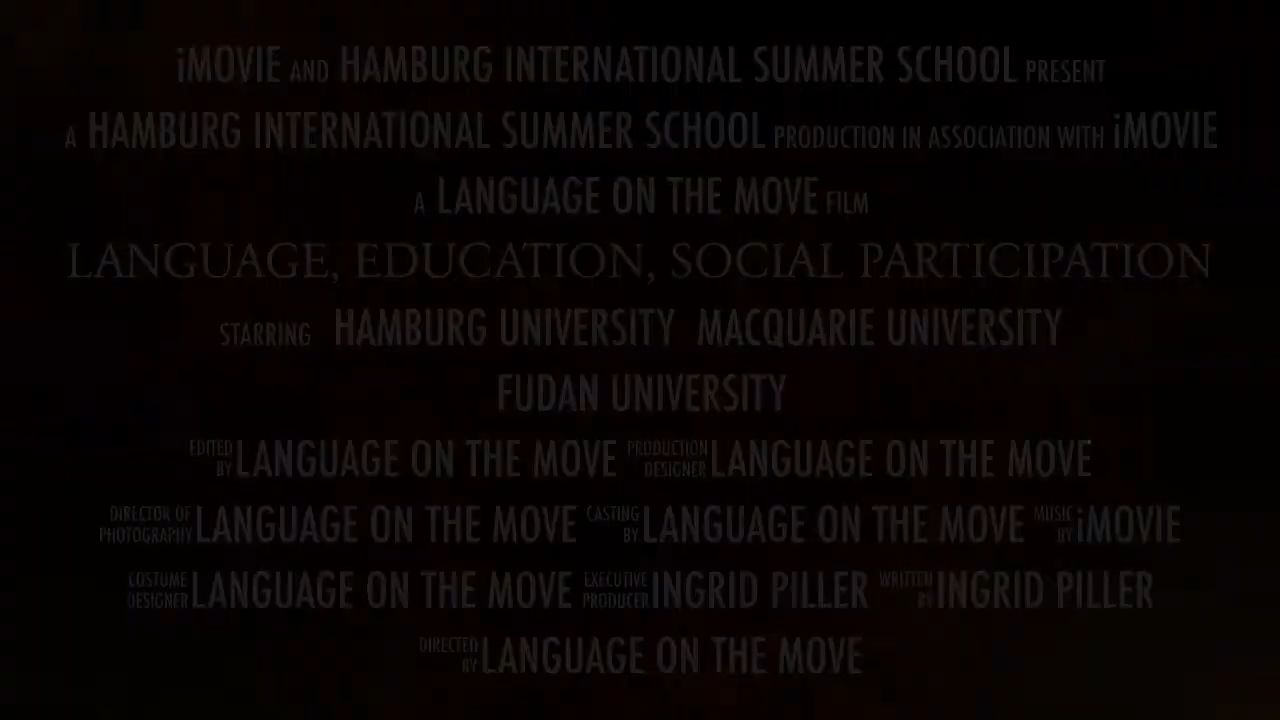 iMOVIE AND HAMBURG INTERNATIONAL SUMMER SCHOOL PRESENT
A HAMBURG INTERNATIONAL SUMMER SCHOOL PRODUCTION IN ASSOCIATION WITH iMOVIE
A LANGUAGE ON THE MOVE FILM
LANGUAGE, EDUCATION, SOCIAL PARTICIPATION
STARRING HAMBURG UNIVERSITY MACQUARIE UNIVERSITY
FUDAN UNIVERSITY
EDITED BY LANGUAGE ON THE MOVE PRODUCTION DESIGNER LANGUAGE ON THE MOVE
DIRECTOR OF PHOTOGRAPHY LANGUAGE ON THE MOVE CASTING BY LANGUAGE ON THE MOVE MUSIC BY iMOVIE
COSTUME DESIGNER LANGUAGE ON THE MOVE EXECUTIVE PRODUCER INGRID PILLER WRITTEN BY INGRID PILLER
DIRECTED BY LANGUAGE ON THE MOVE